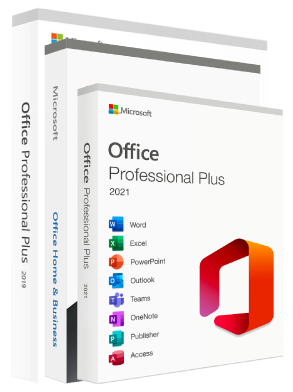 Office Professional Plus 2019
Microsoft
Office Home & Business
Office Professional Plus 2021
Microsoft
Office
Professional Plus
2021
Word
Excel
PowerPoint
Outlook
Teams
OneNote
Publisher
Access